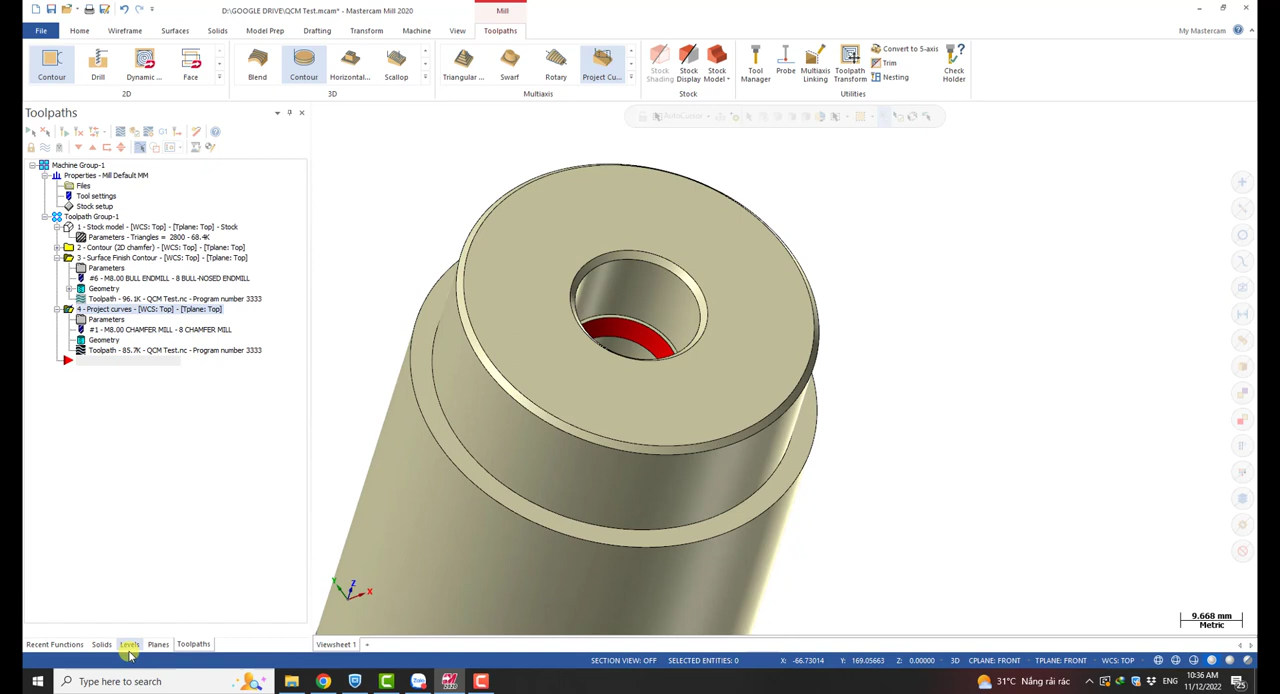 D:\GOOGLE DRIVE\QCM Test.mcam* - Mastercam Mill 2020
Mill
File Home Wireframe Surfaces Solids Model Prep Drafting Transform Machine View Toolpaths My Mastercam
Contour Drill Dynamic ... Face Blend Contour Horizontal... Scallop Triangular ... Swarf Rotary Project Cu... Stock Shading Stock Display Stock Model Tool Manager Probe Multiaxis Linking Toolpath Transform Convert to 5-axis Trim Nesting Check Holder
2D 3D Multiaxis Stock Utilities
Toolpaths
AutoCursor
G1
Machine Group-1
Properties - Mill Default MM
Files
Tool settings
Stock setup
Toolpath Group-1
1 - Stock model - [WCS: Top] - [Tplane: Top] - Stock
Parameters - Triangles = 2800 - 68.4K
2 - Contour (2D chamfer) - [WCS: Top] - [Tplane: Top]
3 - Surface Finish Contour - [WCS: Top] - [Tplane: Top]
Parameters
#6 - M8.00 BULL ENDMILL - 8 BULL-NOSED ENDMILL
Geometry
Toolpath - 96.1K - QCM Test.nc - Program number 3333
4 - Project curves - [WCS: Top] - [Tplane: Top]
Parameters
#1 - M8.00 CHAMFER MILL - 8 CHAMFER MILL
Geometry
Toolpath - 85.7K - QCM Test.nc - Program number 3333
Y Z X
9.668 mm
Metric
Recent Functions Solids Levels Planes Toolpaths Viewsheet 1 +
SECTION VIEW: OFF SELECTED ENTITIES: 0 X: -66.73014 Y: 169.05663 Z: 0.00000 3D CPLANE: FRONT TPLANE: FRONT WCS: TOP
Type here to search
Zalo
2020
31°C Nắng rải rác
ENG
10:36 AM
11/12/2022
25